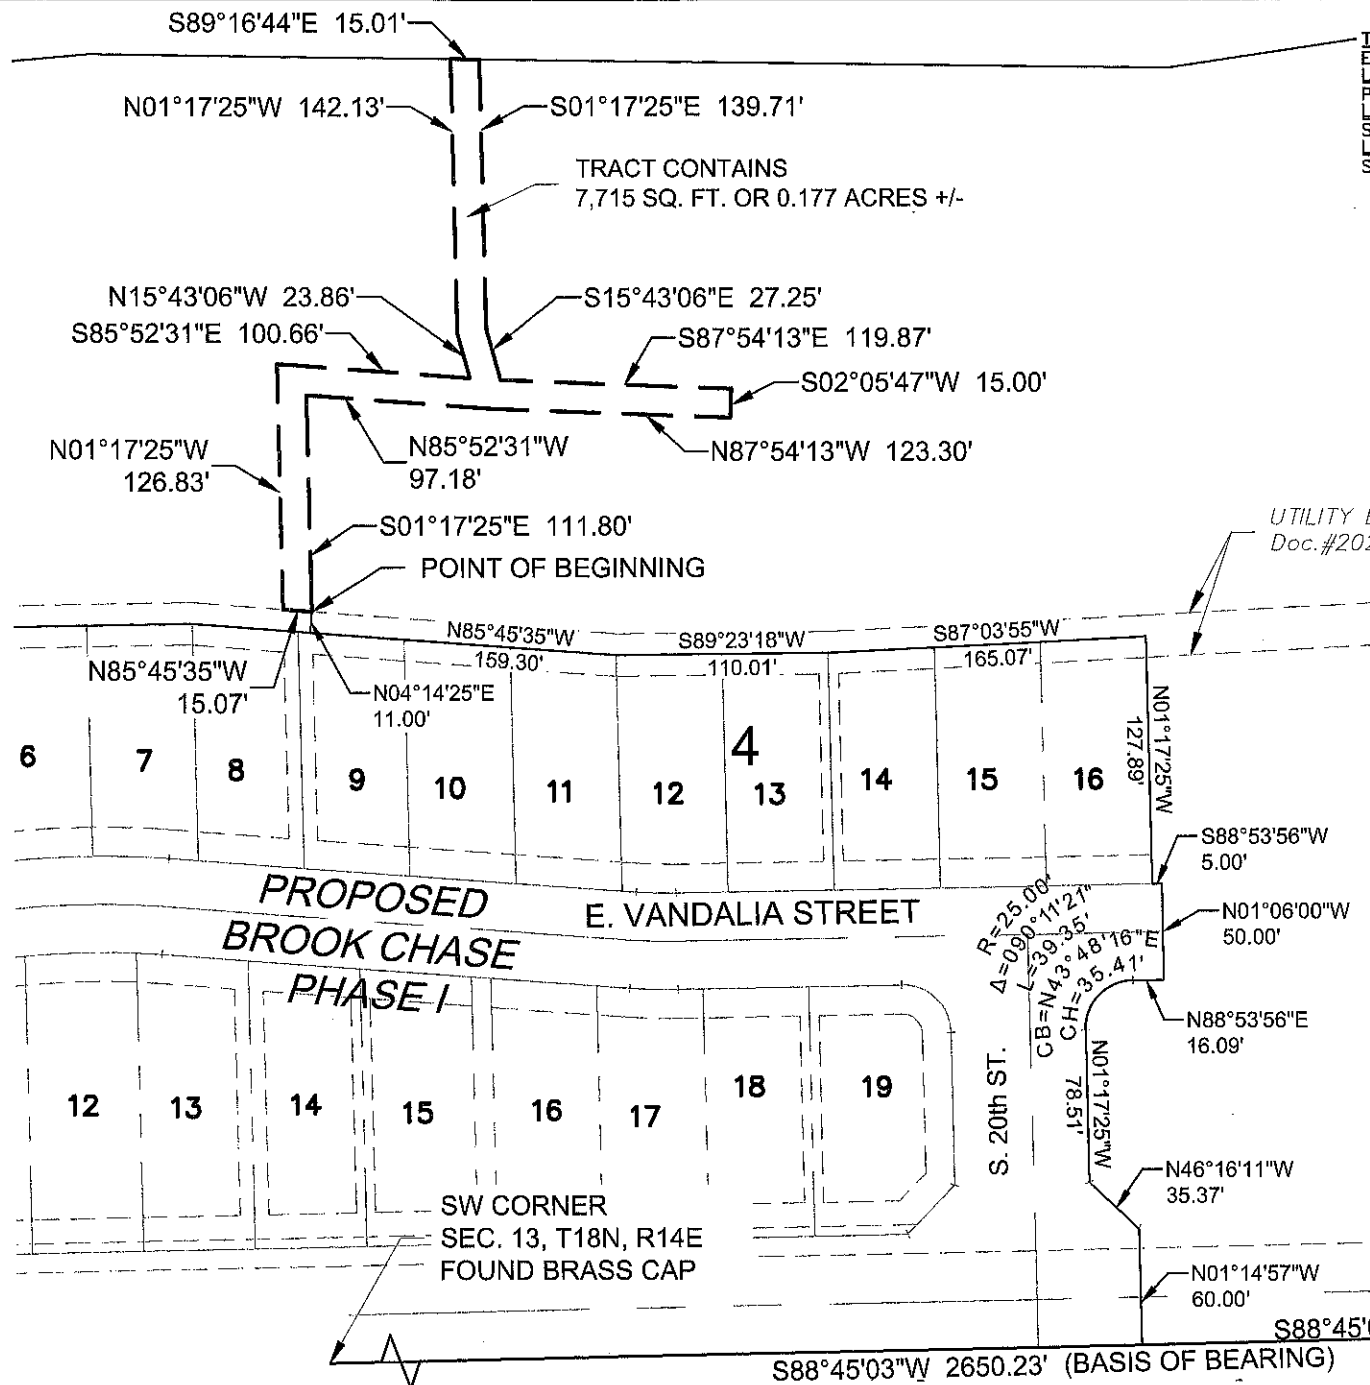 S89°16'44"E 15.01'
N01°17'25"W 142.13'
S01°17'25"E 139.71'
TRACT CONTAINS
7,715 SQ. FT. OR 0.177 ACRES +/-
N15°43'06"W 23.86'
S15°43'06"E 27.25'
S85°52'31"E 100.66'
S87°54'13"E 119.87'
S02°05'47"W 15.00'
N01°17'25"W
126.83'
N85°52'31"W
97.18'
N87°54'13"W 123.30'
S01°17'25"E 111.80'
POINT OF BEGINNING
UTILITY
Doc.#202
N85°45'35"W
159.30'
S89°23'18"W
110.01'
S87°03'55"W
165.07'
N85°45'35"W
15.07'
N04°14'25"E
11.00'
N01°17'25"W
127.89'
4
6
7
8
9
10
11
12
13
14
15
16
S88°53'56"W
5.00'
PROPOSED
BROOK CHASE
PHASE I
E. VANDALIA STREET
R=25.00'
Δ=090°11'21"
L=39.35'
CB=N43°48'16"E
CH=35.41'
N01°06'00"W
50.00'
N88°53'56"E
16.09'
N01°17'25"W
78.51'
S. 20th ST.
12
13
14
15
16
17
18
19
N46°16'11"W
35.37'
SW CORNER
SEC. 13, T18N, R14E
FOUND BRASS CAP
N01°14'57"W
60.00'
S88°45'
S88°45'03"W 2650.23' (BASIS OF BEARING)